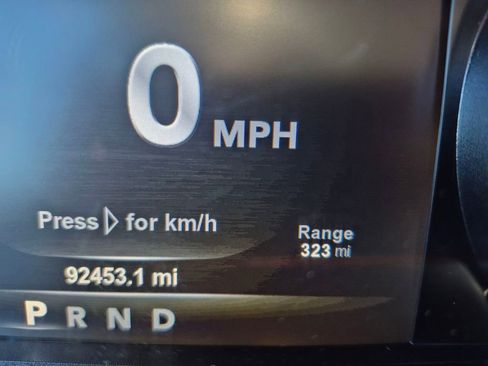 0 MPH
Press ▷ for km/h
Range
323 mi
92453.1 mi
P R N D